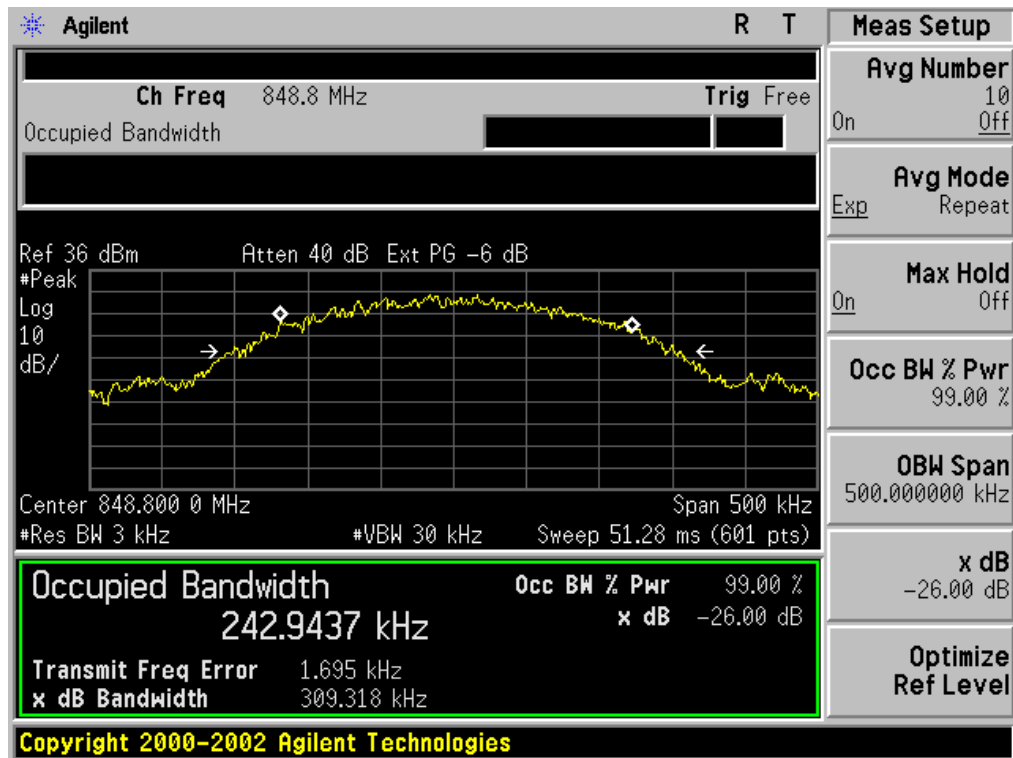 Agilent R T
Ch Freq 848.8 MHz Trig Free
Occupied Bandwidth
Ref 36 dBm Atten 40 dB Ext PG -6 dB
#Peak
Log
10
dB/
Center 848.800 0 MHz Span 500 kHz
#Res BW 3 kHz #VBW 30 kHz Sweep 51.28 ms (601 pts)
Occupied Bandwidth Occ BW % Pwr 99.00 %
242.9437 kHz x dB -26.00 dB
Transmit Freq Error 1.695 kHz
x dB Bandwidth 309.318 kHz
Copyright 2000-2002 Agilent Technologies
Meas Setup
Avg Number
10
On Off
Avg Mode
Exp Repeat
Max Hold
On Off
Occ BW % Pwr
99.00 %
OBW Span
500.000000 kHz
x dB
-26.00 dB
Optimize
Ref Level